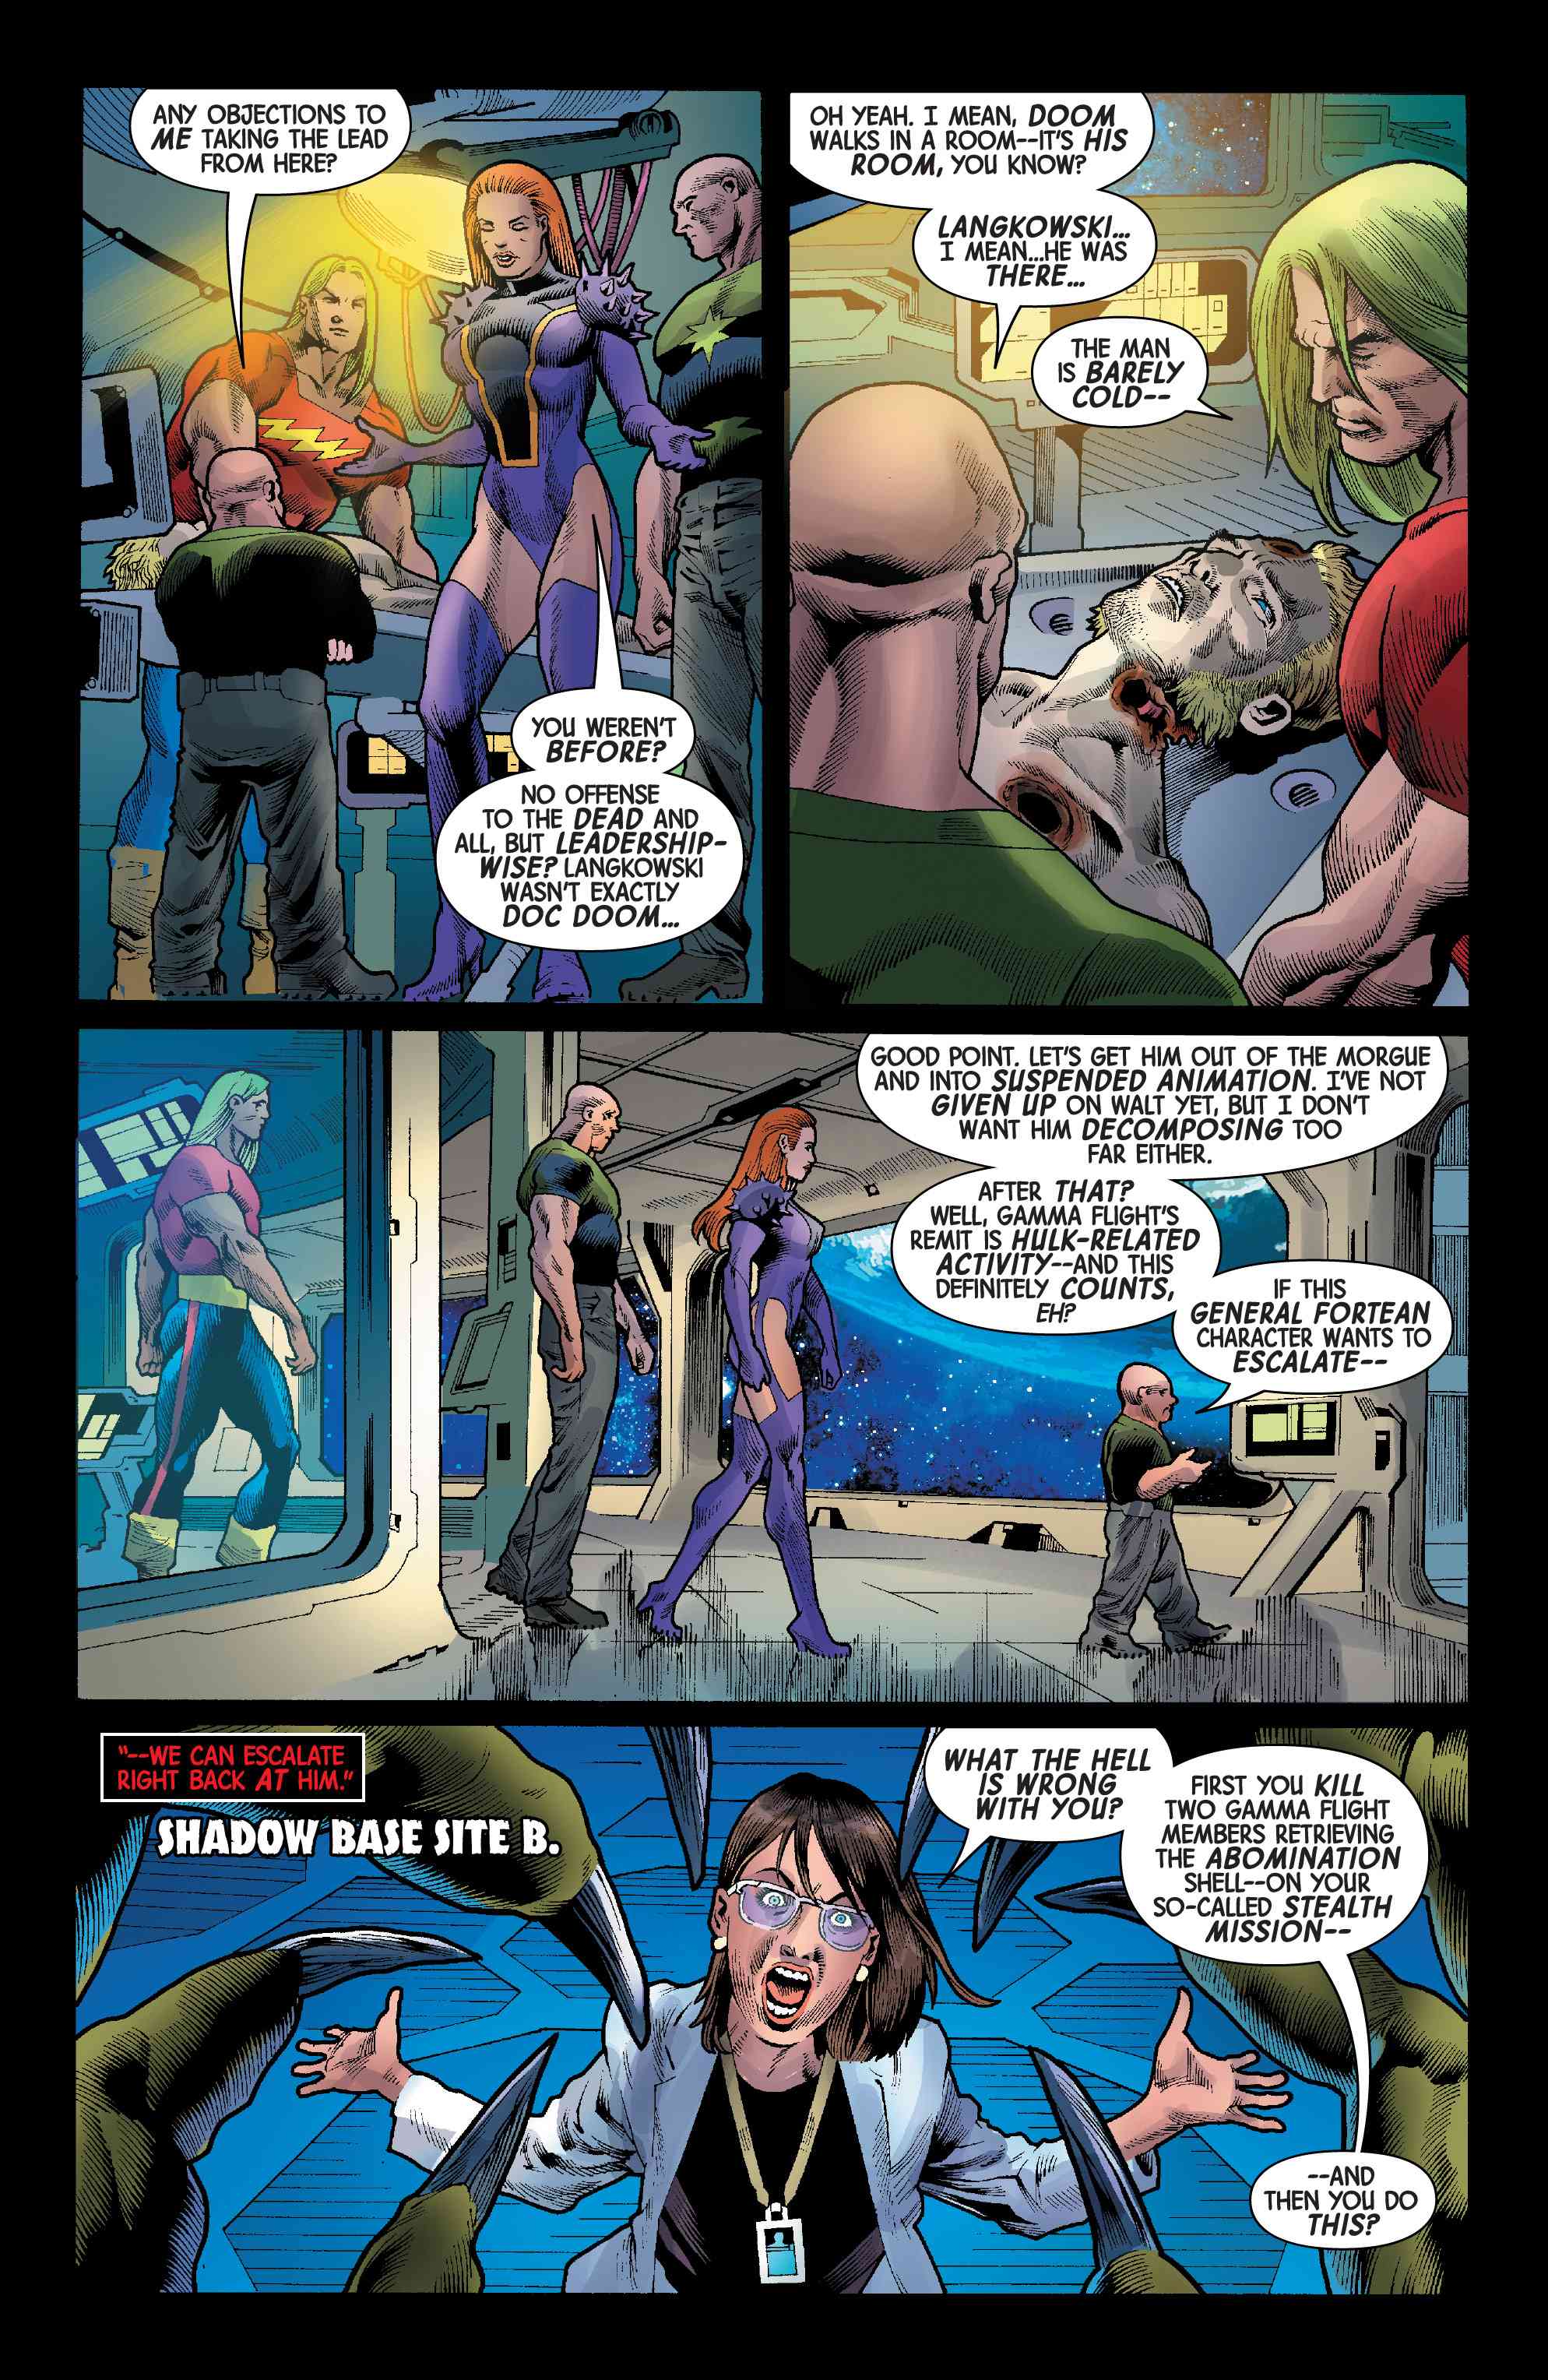 ANY OBJECTIONS TO
ME TAKING THE LEAD
FROM HERE?
YOU WEREN'T
BEFORE?
NO OFFENSE
TO THE DEAD AND
ALL, BUT LEADERSHIP-
WISE? LANGKOWSKI
WASN'T EXACTLY
DOC DOOM...
OH YEAH. I MEAN, DOOM
WALKS IN A ROOM--IT'S HIS
ROOM, YOU KNOW?
LANGKOWSKI...
I MEAN...HE WAS
THERE...
THE MAN
IS BARELY
COLD--
GOOD POINT. LET'S GET HIM OUT OF THE MORGUE
AND INTO SUSPENDED ANIMATION. I'VE NOT
GIVEN UP ON WALT YET, BUT I DON'T
WANT HIM DECOMPOSING TOO
FAR EITHER.
AFTER THAT?
WELL, GAMMA FLIGHT'S
REMIT IS HULK-RELATED
ACTIVITY--AND THIS
DEFINITELY COUNTS,
EH?
IF THIS
GENERAL FORTEAN
CHARACTER WANTS TO
ESCALATE--
"--WE CAN ESCALATE
RIGHT BACK AT HIM."
SHADOW BASE SITE B.
WHAT THE HELL
IS WRONG
WITH YOU?
FIRST YOU KILL
TWO GAMMA FLIGHT
MEMBERS RETRIEVING
THE ABOMINATION
SHELL--ON YOUR
SO-CALLED STEALTH
MISSION--
--AND
THEN YOU DO
THIS?